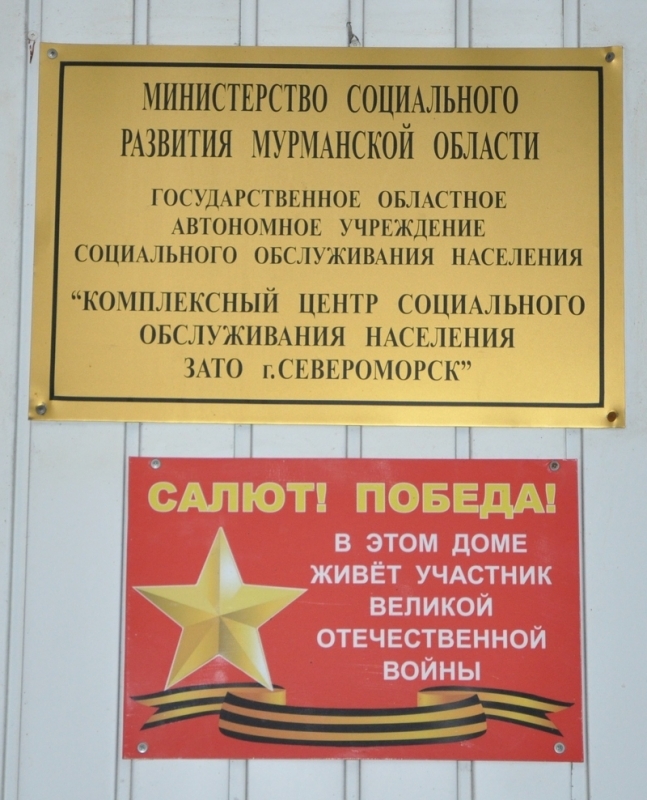 МИНИСТЕРСТВО СОЦИАЛЬНОГО
РАЗВИТИЯ МУРМАНСКОЙ ОБЛАСТИ
ГОСУДАРСТВЕННОЕ ОБЛАСТНОЕ
АВТОНОМНОЕ УЧРЕЖДЕНИЕ
СОЦИАЛЬНОГО ОБСЛУЖИВАНИЯ НАСЕЛЕНИЯ
“КОМПЛЕКСНЫЙ ЦЕНТР СОЦИАЛЬНОГО
ОБСЛУЖИВАНИЯ НАСЕЛЕНИЯ
ЗАТО г.СЕВЕРОМОРСК”
САЛЮТ! ПОБЕДА!
В ЭТОМ ДОМЕ
ЖИВЁТ УЧАСТНИК
ВЕЛИКОЙ
ОТЕЧЕСТВЕННОЙ
ВОЙНЫ